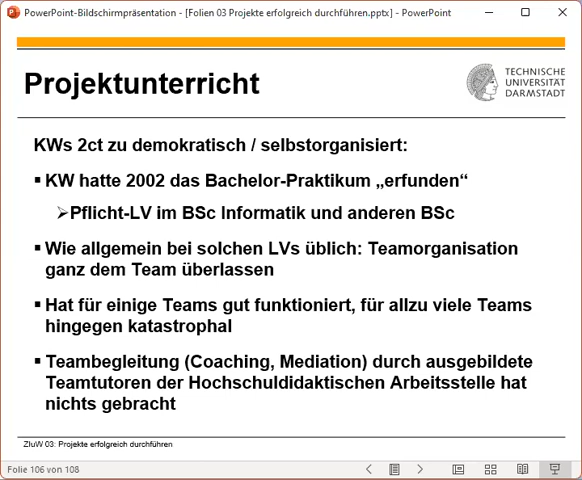 PowerPoint-Bildschirmpräsentation - [Folien 03 Projekte erfolgreich durchführen.pptx] - PowerPoint
Projektunterricht
TECHNISCHE
UNIVERSITÄT
DARMSTADT
KWs 2ct zu demokratisch / selbstorganisiert:
▪ KW hatte 2002 das Bachelor-Praktikum „erfunden“
➢Pflicht-LV im BSc Informatik und anderen BSc
▪ Wie allgemein bei solchen LVs üblich: Teamorganisation
ganz dem Team überlassen
▪ Hat für einige Teams gut funktioniert, für allzu viele Teams
hingegen katastrophal
▪ Teambegleitung (Coaching, Mediation) durch ausgebildete
Teamtutoren der Hochschuldidaktischen Arbeitsstelle hat
nichts gebracht
ZIuW 03: Projekte erfolgreich durchführen
Folie 106 von 108